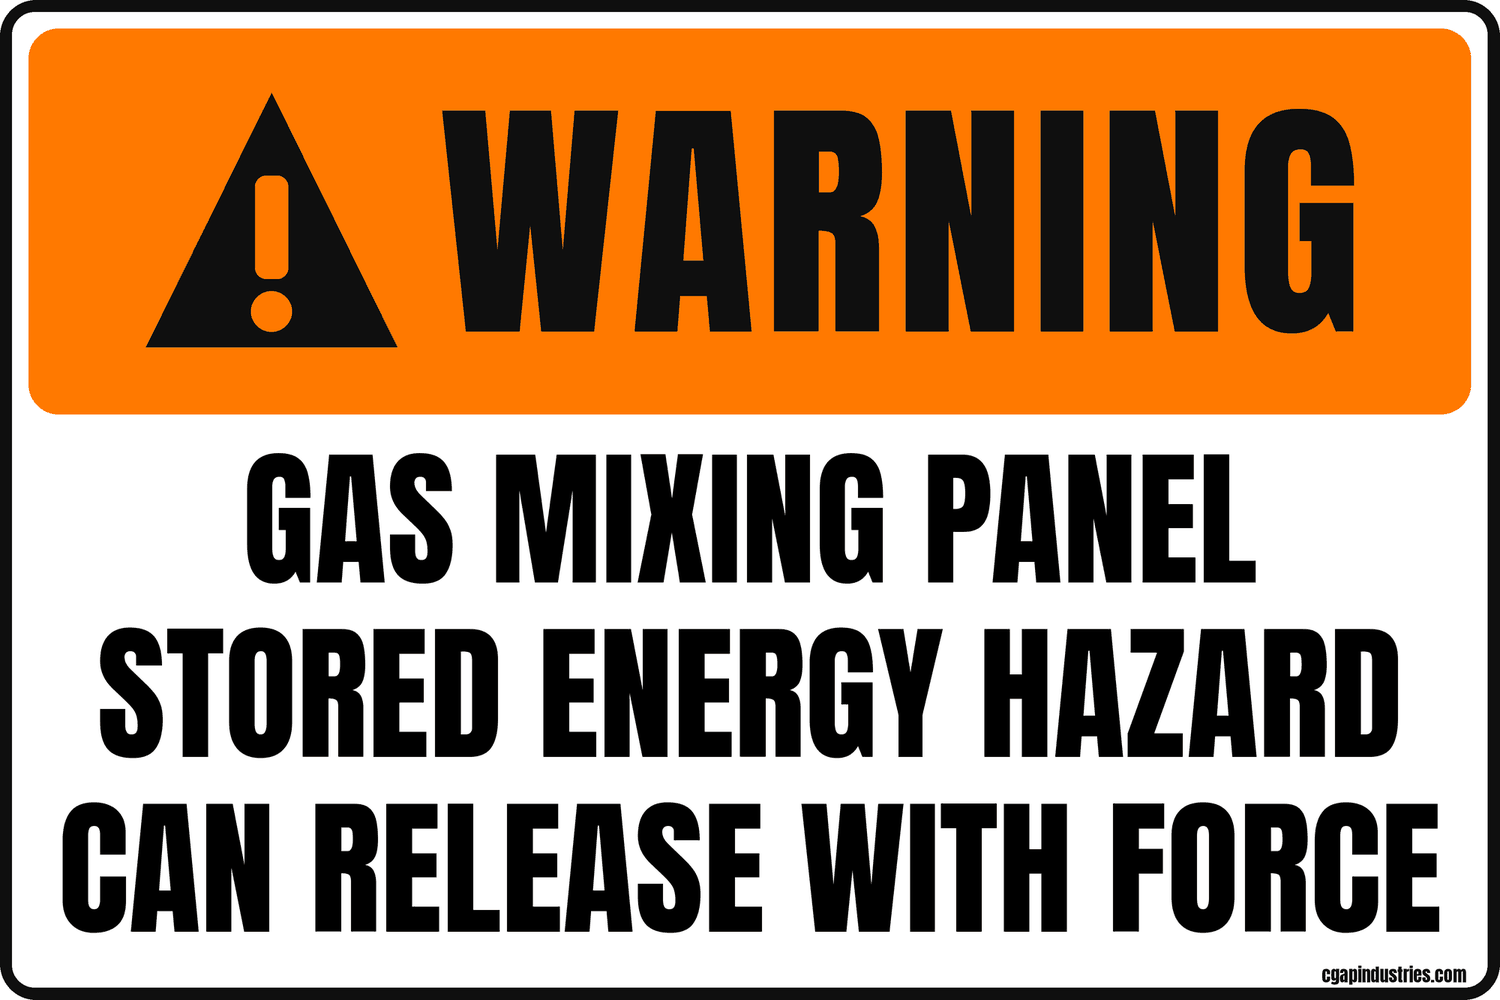 WARNING
GAS MIXING PANEL
STORED ENERGY HAZARD
CAN RELEASE WITH FORCE
cgapindustries.com